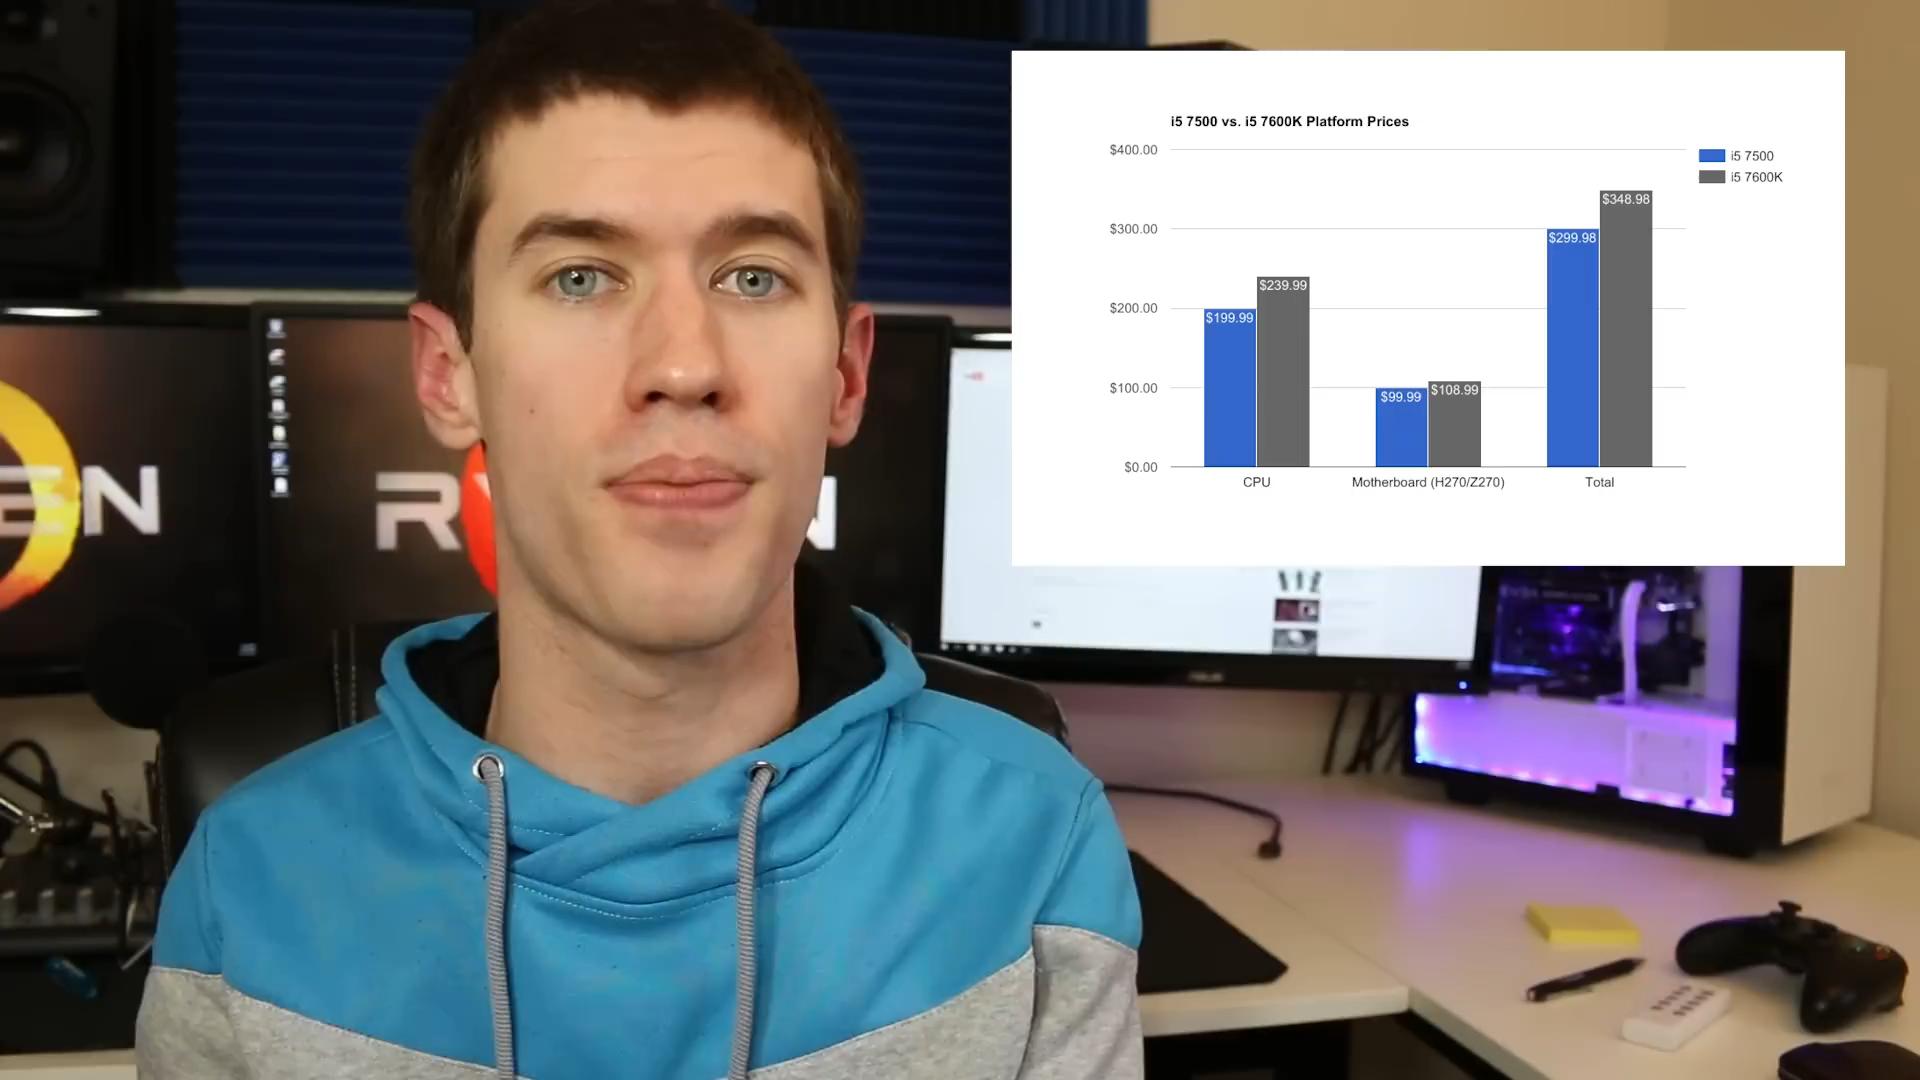 i5 7500 vs. i5 7600K Platform Prices
$400.00
$300.00
$200.00
$100.00
$0.00
i5 7500
i5 7600K
$199.99
$239.99
$99.99
$108.99
$299.98
$348.98
CPU
Motherboard (H270/Z270)
Total
EN
R
N